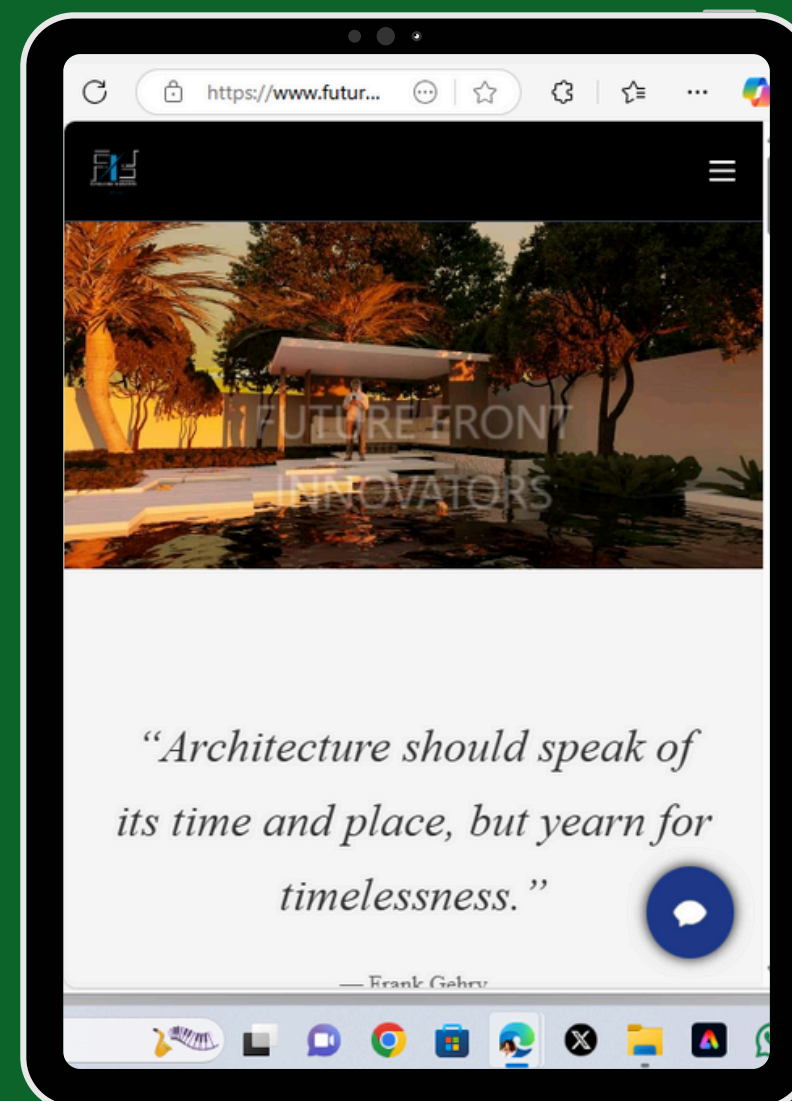 https://www.futur...
FUTURE FRONT
INNOVATORS
“Architecture should speak of
its time and place, but yearn for
timelessness.”
— Frank Gehry